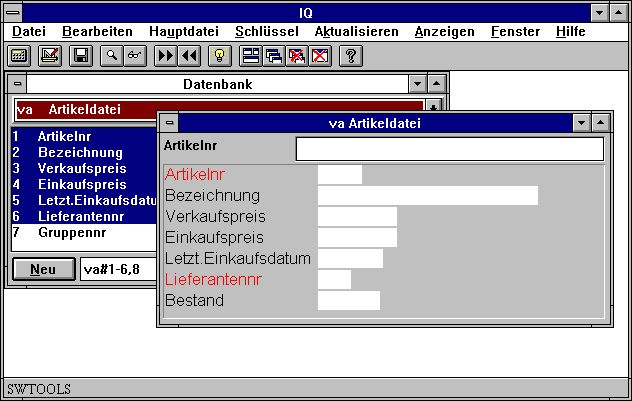 IQ
Datei Bearbeiten Hauptdatei Schlüssel Aktualisieren Anzeigen Fenster Hilfe
?
Datenbank
va Artikeldatei
1 Artikelnr
2 Bezeichnung
3 Verkaufspreis
4 Einkaufspreis
5 Letzt.Einkaufsdatu
6 Lieferantennr
7 Gruppennr
Neu va#1-6,8
va Artikeldatei
Artikelnr
Artikelnr
Bezeichnung
Verkaufspreis
Einkaufspreis
Letzt.Einkaufsdatum
Lieferantennr
Bestand
SWTOOLS